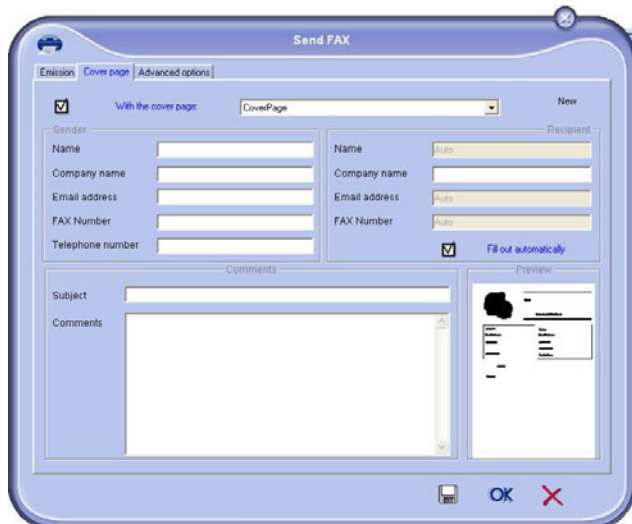 Send FAX
Emission Cover page Advanced options
With the cover page: CoverPage New
Sender Recipient
Name Name Auto
Company name Company name
Email address Email address Auto
FAX Number FAX Number Auto
Telephone number Fill out automatically
Comments Preview
Subject
Comments
OK